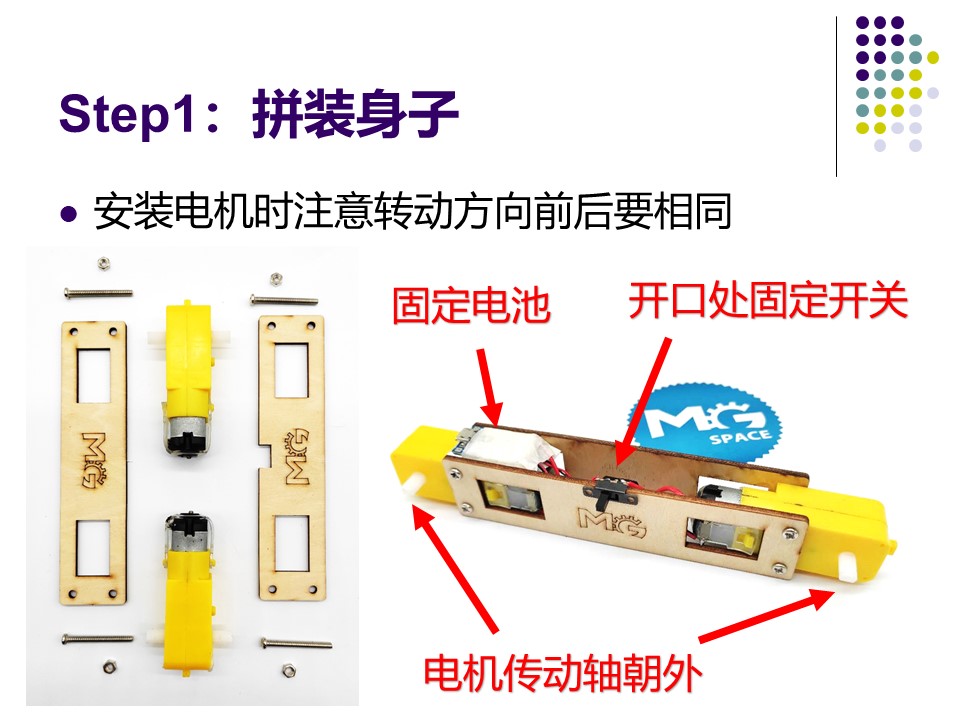 Step1：拼装身子
安装电机时注意转动方向前后要相同
固定电池
开口处固定开关
MG
MG
MG
SPACE
MG
电机传动轴朝外